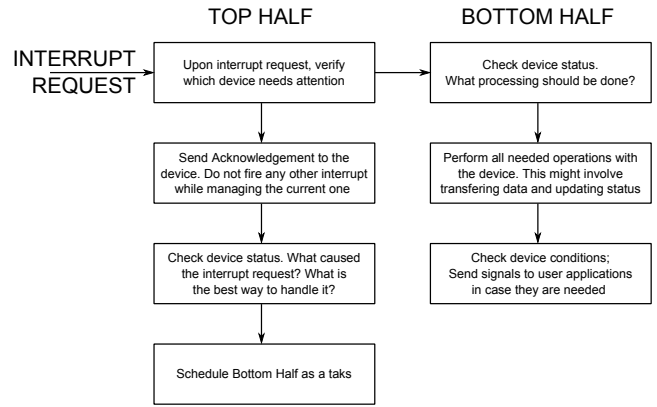 TOP HALF
BOTTOM HALF
INTERRUPT
REQUEST
Upon interrupt request, verify
which device needs attention
Send Acknowledgement to the
device. Do not fire any other interrupt
while managing the current one
Check device status. What caused
the interrupt request? What is
the best way to handle it?
Schedule Bottom Half as a taks
Check device status.
What processing should be done?
Perform all needed operations with
the device. This might involve
transfering data and updating status
Check device conditions;
Send signals to user applications
in case they are needed